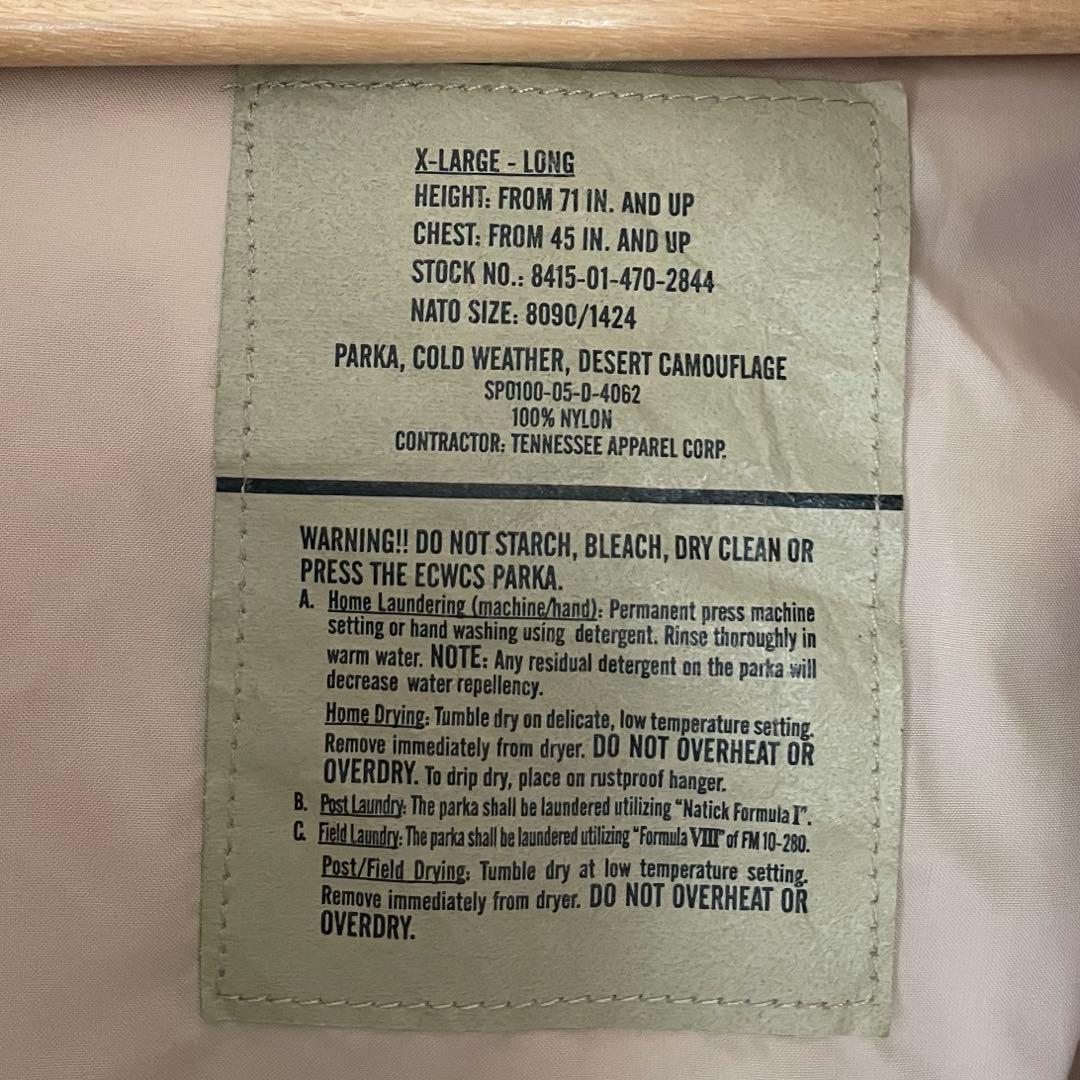 X-LARGE - LONG
HEIGHT: FROM 71 IN. AND UP
CHEST: FROM 45 IN. AND UP
STOCK NO.: 8415-01-470-2844
NATO SIZE: 8090/1424
PARKA, COLD WEATHER, DESERT CAMOUFLAGE
SPO100-05-D-4062
100% NYLON
CONTRACTOR: TENNESSEE APPAREL CORP.
WARNING!! DO NOT STARCH, BLEACH, DRY CLEAN OR
PRESS THE ECWCS PARKA.
A. Home Laundering (machine/hand): Permanent press machine
setting or hand washing using detergent. Rinse thoroughly in
warm water. NOTE: Any residual detergent on the parka will
decrease water repellency.
Home Drying: Tumble dry on delicate, low temperature setting.
Remove immediately from dryer. DO NOT OVERHEAT OR
OVERDRY. To drip dry, place on rustproof hanger.
B. Post Laundry: The parka shall be laundered utilizing "Natick Formula I".
C. Field Laundry: The parka shall be laundered utilizing "Formula VIII" of FM 10-280.
Post/Field Drying: Tumble dry at low temperature setting.
Remove immediately from dryer. DO NOT OVERHEAT OR
OVERDRY.